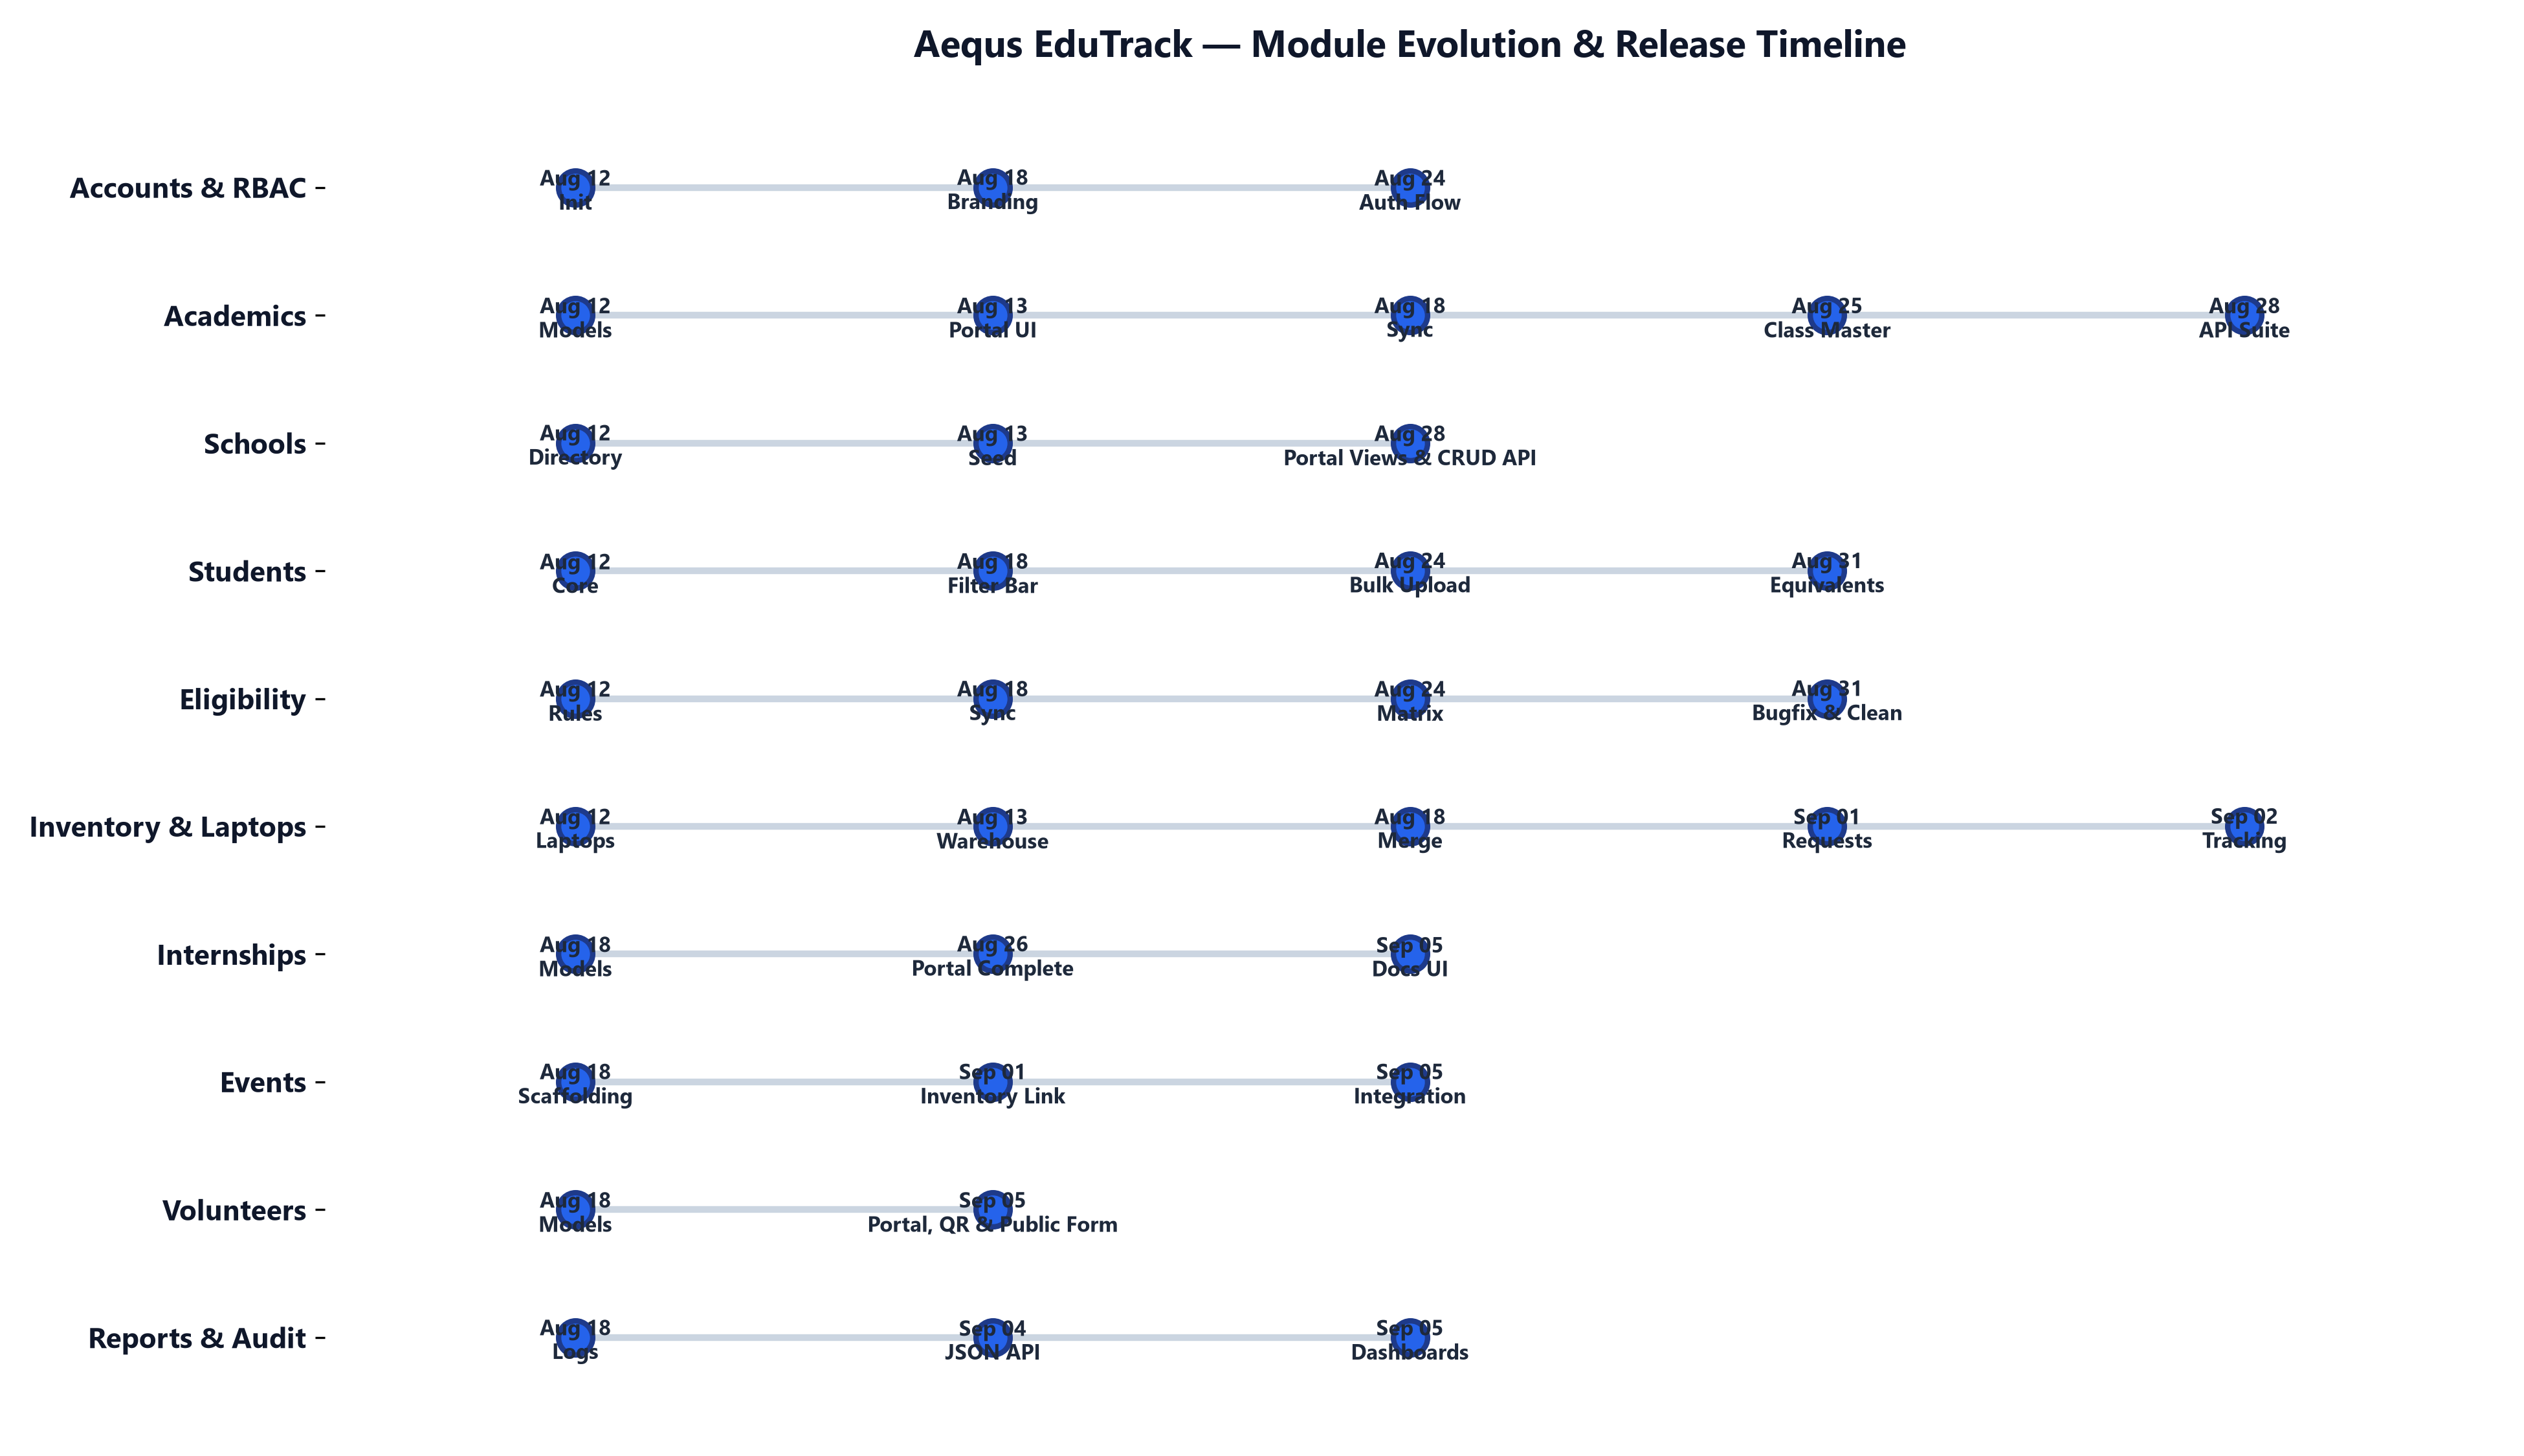 Aequs EduTrack — Module Evolution & Release Timeline
Accounts & RBAC
Aug 12
Init
Aug 18
Branding
Aug 24
Auth Flow
Academics
Aug 12
Models
Aug 13
Portal UI
Aug 18
Sync
Aug 25
Class Master
Aug 28
API Suite
Schools
Aug 12
Directory
Aug 13
Seed
Aug 28
Portal Views & CRUD API
Students
Aug 12
Core
Aug 18
Filter Bar
Aug 24
Bulk Upload
Aug 31
Equivalents
Eligibility
Aug 12
Rules
Aug 18
Sync
Aug 24
Matrix
Aug 31
Bugfix & Clean
Inventory & Laptops
Aug 12
Laptops
Aug 13
Warehouse
Aug 18
Merge
Sep 01
Requests
Sep 02
Tracking
Internships
Aug 18
Models
Aug 26
Portal Complete
Sep 05
Docs UI
Events
Aug 18
Scaffolding
Sep 01
Inventory Link
Sep 05
Integration
Volunteers
Aug 18
Models
Sep 05
Portal, QR & Public Form
Reports & Audit
Aug 18
Logs
Sep 04
JSON API
Sep 05
Dashboards